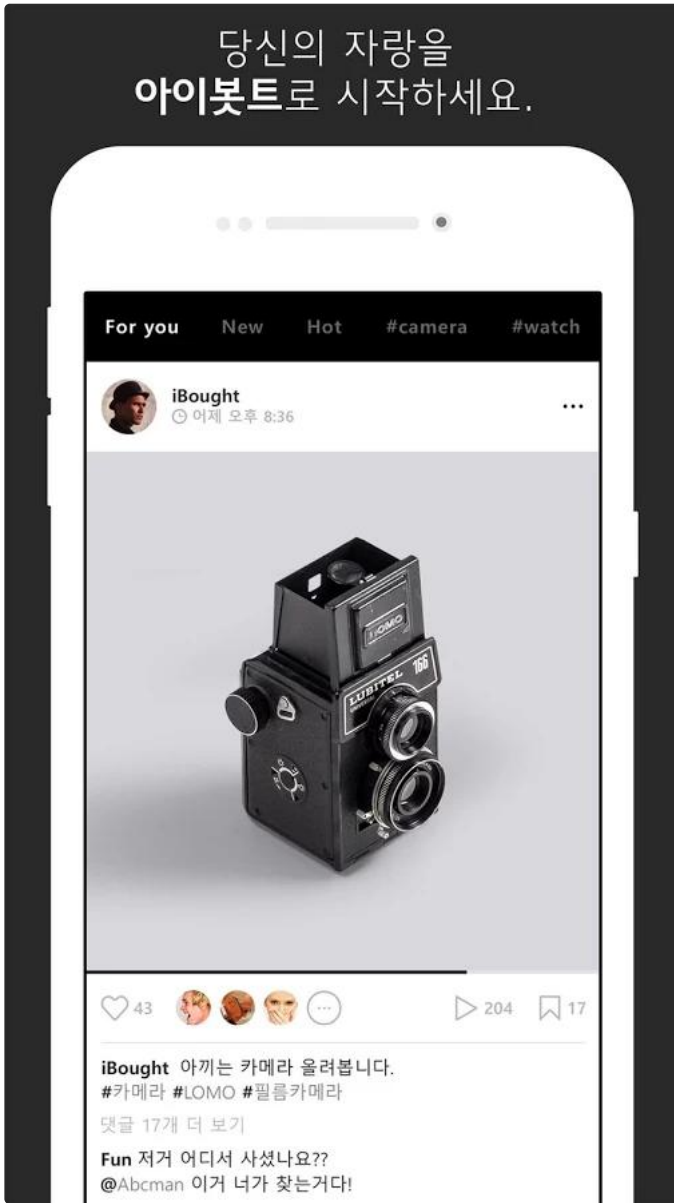 당신의 자랑을
아이봇트로 시작하세요.
For you New Hot #camera #watch
iBought
어제 오후 8:36
LOMO
LUBITEL 166
UNIVERSAL
43 204 17
iBought 아끼는 카메라 올려봅니다.
#카메라 #LOMO #필름카메라
댓글 17개 더 보기
Fun 저거 어디서 사셨나요??
@Abcman 이거 너가 찾는거다!